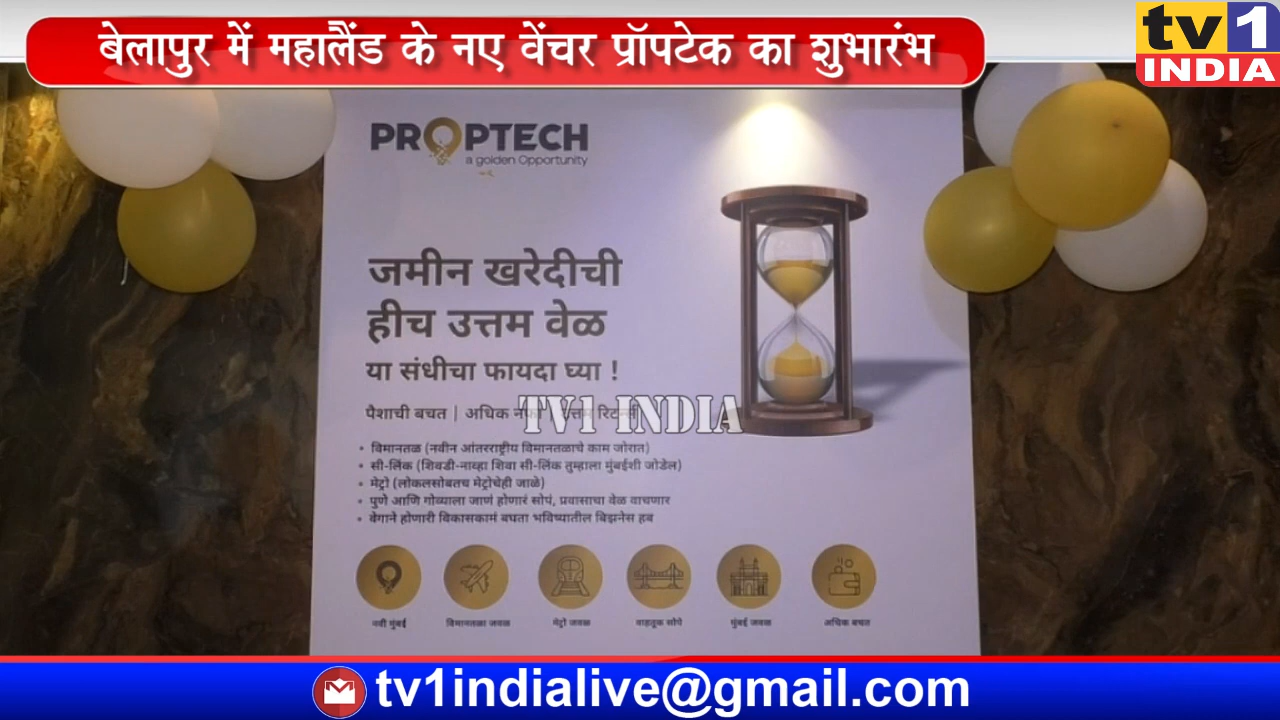 बेलापुर में महालैंड के नए वेंचर प्रॉपटेक का शुभारंभ
tv1
INDIA
PROPTECH
a golden Opportunity
जमीन खरेदीची
हीच उत्तम वेळ
या संधीचा फायदा घ्या !
पैशाची बचत | अधिक
TV1 INDIA
• विमानतळ (नवीन आंतरराष्ट्रीय विमानतळाचे काम जोरात)
• सी-लिंक (शिवडी-नाव्हा शिवा सी-लिंक तुम्हाला मुंबईशी जोडेल)
• मेट्रो (लोकलसोबतच मेट्रोचेही जाळे)
• पुणे आणि गोव्याला जाणं होणारं सोपं, प्रवासाचा वेळ वाचणार
• वेगाने होणारी विकासकामं बघता भविष्यातील बिझनेस हब
नवी मुंबई
विमानतळा जवळ
मेट्रो जवळ
वाहतूक सोपे
मुंबई जवळ
अधिक बचत
tv1indialive@gmail.com